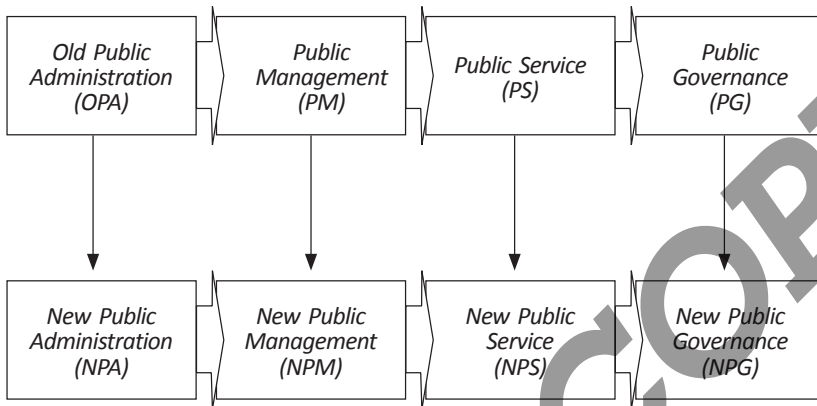 Old Public
Administration
(OPA)
Public
Management
(PM)
Public Service
(PS)
Public
Governance
(PG)
New Public
Administration
(NPA)
New Public
Management
(NPM)
New Public
Service
(NPS)
New Public
Governance
(NPG)
COP